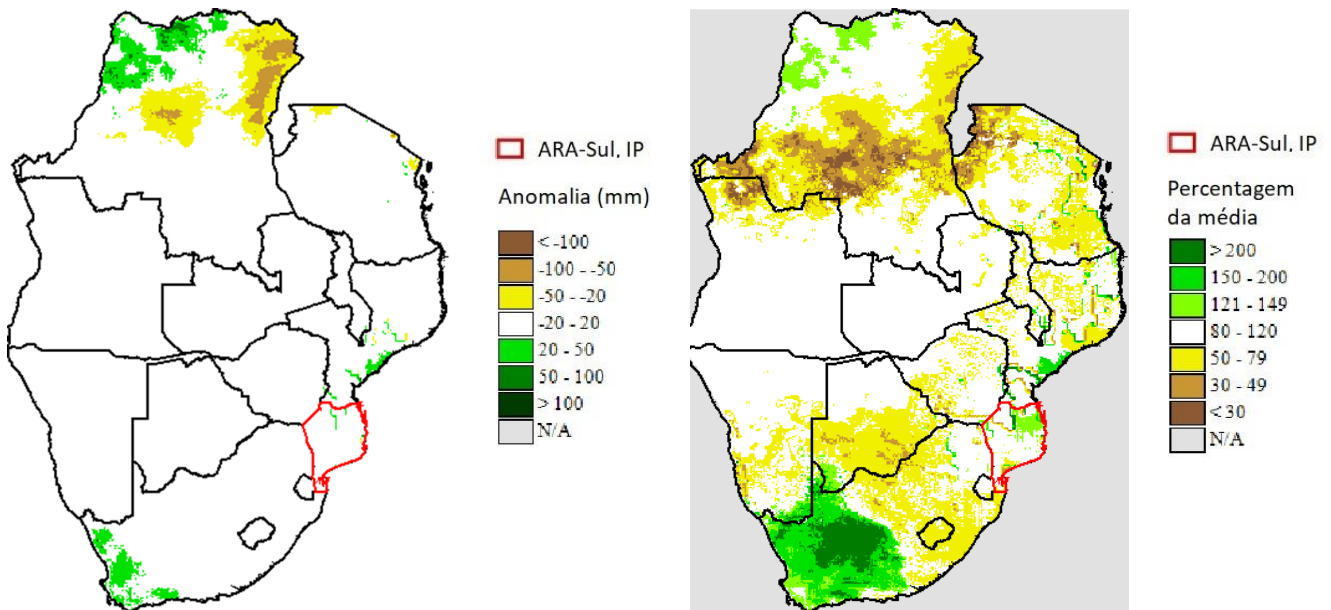 ARA-Sul, IP
Anomalia (mm)
< -100
-100 - -50
-50 - -20
-20 - 20
20 - 50
50 - 100
> 100
N/A
ARA-Sul, IP
Percentagem
da média
> 200
150 - 200
121 - 149
80 - 120
50 - 79
30 - 49
< 30
N/A